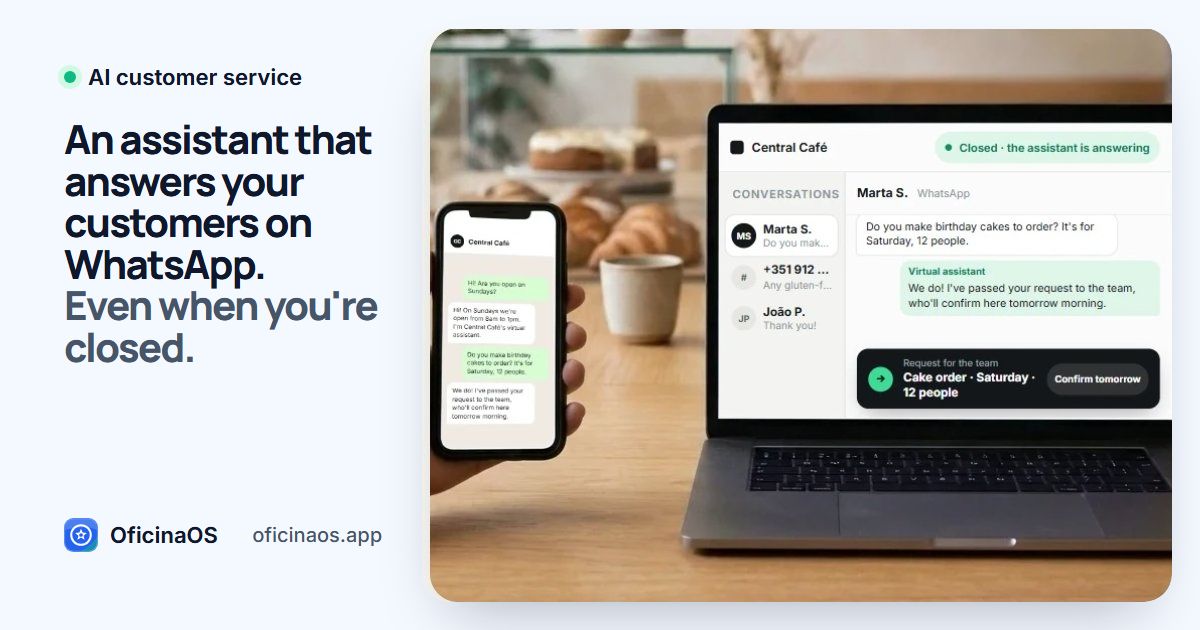 AI customer service
An assistant that
answers your
customers on
WhatsApp.
Even when you're
closed.
OficinaOS
oficinaos.app
CC
Central Café
Hi! Are you open on
Sundays?
Hi! On Sundays we're
open from 8am to 1pm.
I'm Central Café's virtual
assistant.
Do you make birthday
cakes to order? It's for
Saturday, 12 people.
We do! I've passed your
request to the team,
who'll confirm here
tomorrow morning.
Central Café
Closed · the assistant is answering
CONVERSATIONS
MS
Marta S.
Do you mak...
#
+351 912 ...
Any gluten-f...
JP
João P.
Thank you!
Marta S. WhatsApp
Do you make birthday cakes to order? It's for
Saturday, 12 people.
Virtual assistant
We do! I've passed your request to the team,
who'll confirm here tomorrow morning.
Request for the team
Cake order · Saturday ·
12 people
Confirm tomorrow